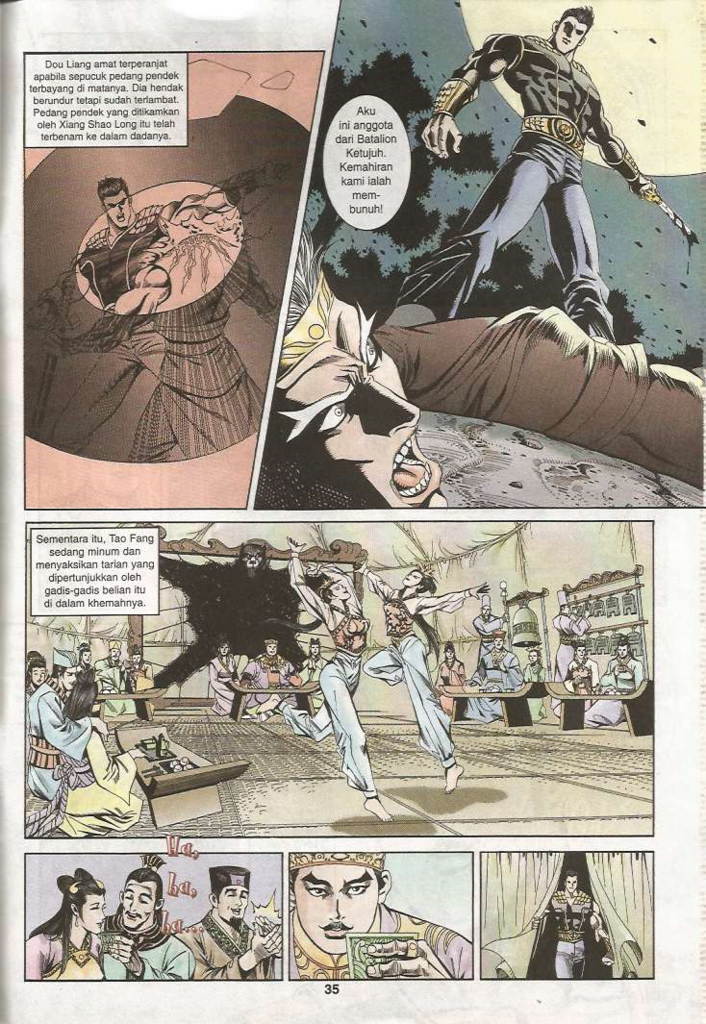 Dou Liang amat terperanjat
apabila sepucuk pedang pendek
terbayang di matanya. Dia hendak
berundur tetapi sudah terlambat.
Pedang pendek yang ditikamkan
oleh Xiang Shao Long itu telah
terbenam ke dalam dadanya.
Aku
ini anggota
dari Batalion
Ketujuh.
Kemahiran
kami ialah
mem-
bunuh!
Sementara itu, Tao Fang
sedang minum dan
menyaksikan tarian yang
dipertunjukkan oleh
gadis-gadis belian itu
di dalam khemahnya.
Ha,
ha,
ha...
35